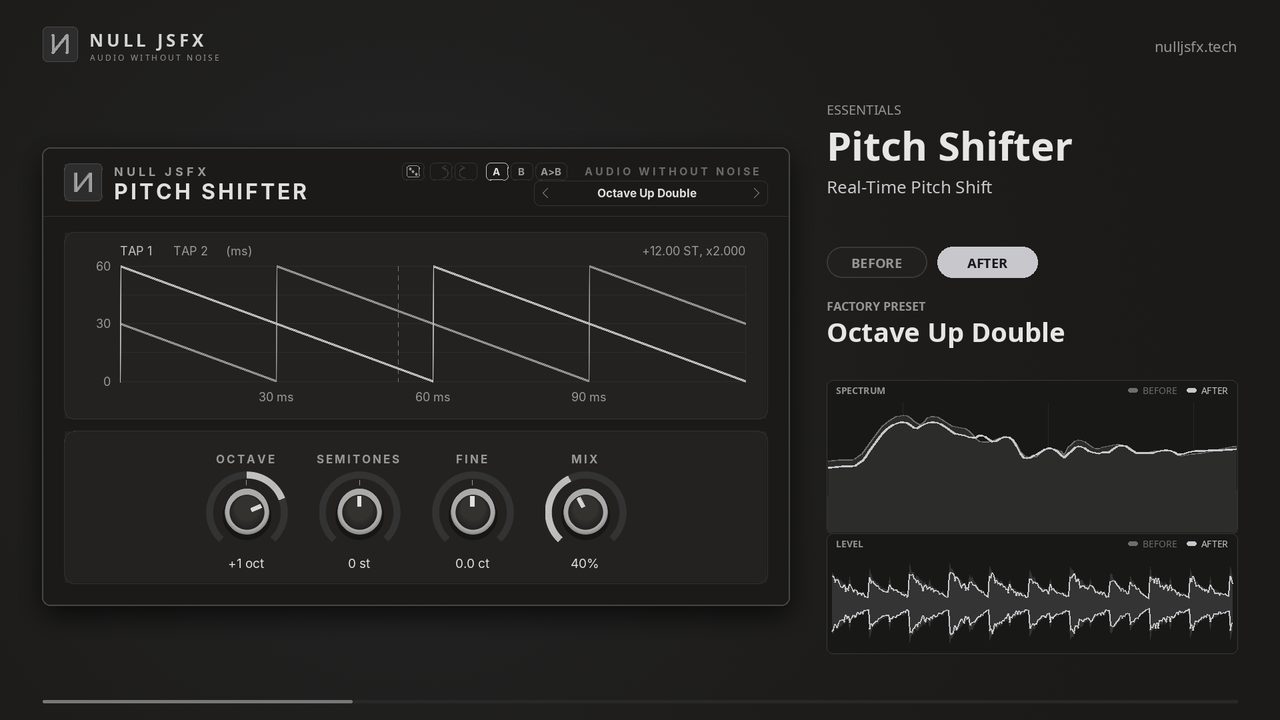 NULL JSFX
AUDIO WITHOUT NOISE
nulljsfx.tech
NULL JSFX
PITCH SHIFTER
A B A>B
AUDIO WITHOUT NOISE
Octave Up Double
TAP 1 TAP 2 (ms)
+12.00 ST, x2.000
60
30
0
30 ms 60 ms 90 ms
OCTAVE SEMITONES FINE MIX
+1 oct 0 st 0.0 ct 40%
ESSENTIALS
Pitch Shifter
Real-Time Pitch Shift
BEFORE AFTER
FACTORY PRESET
Octave Up Double
SPECTRUM BEFORE AFTER
LEVEL BEFORE AFTER